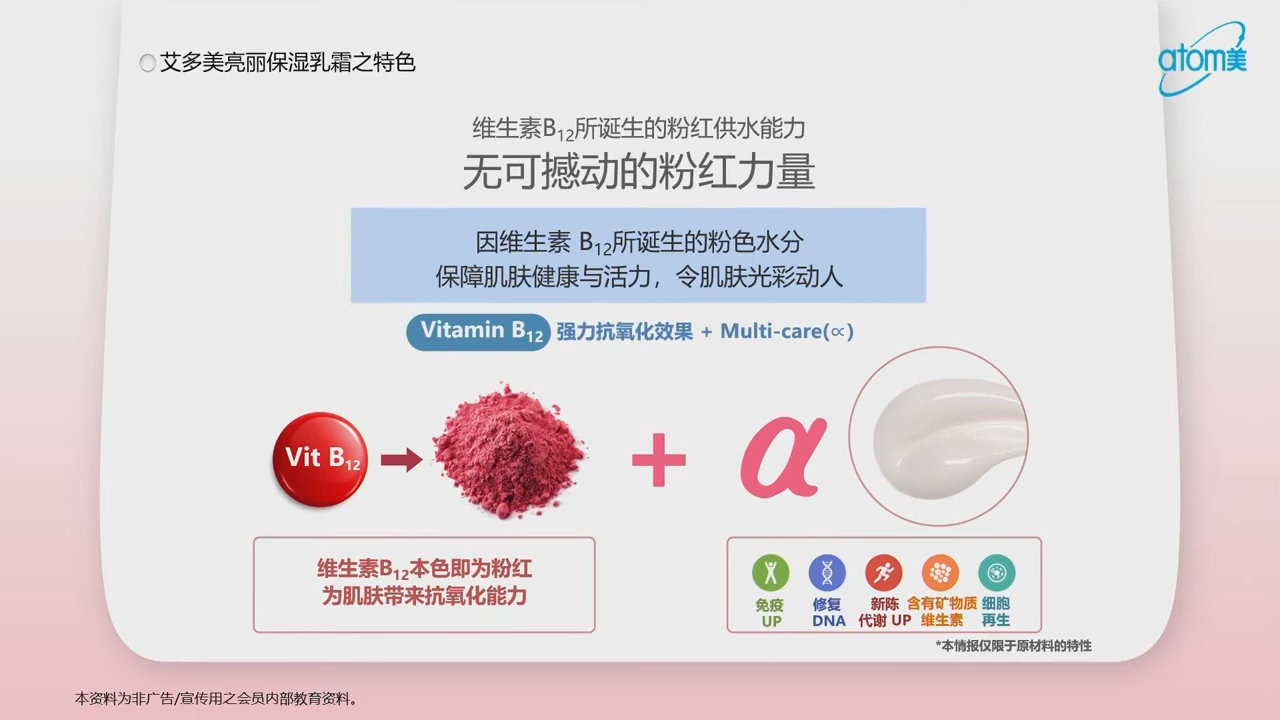 艾多美亮丽保湿乳霜之特色
atom美
维生素B12所诞生的粉红供水能力
无可撼动的粉红力量
因维生素 B12所诞生的粉色水分
保障肌肤健康与活力，令肌肤光彩动人
Vitamin B12 强力抗氧化效果 + Multi-care(∝)
Vit B12
+
α
维生素B12本色即为粉红
为肌肤带来抗氧化能力
免疫
UP
修复
DNA
新陈
代谢 UP
含有矿物质
维生素
细胞
再生
*本情报仅限于原材料的特性
本资料为非广告/宣传用之会员内部教育资料。